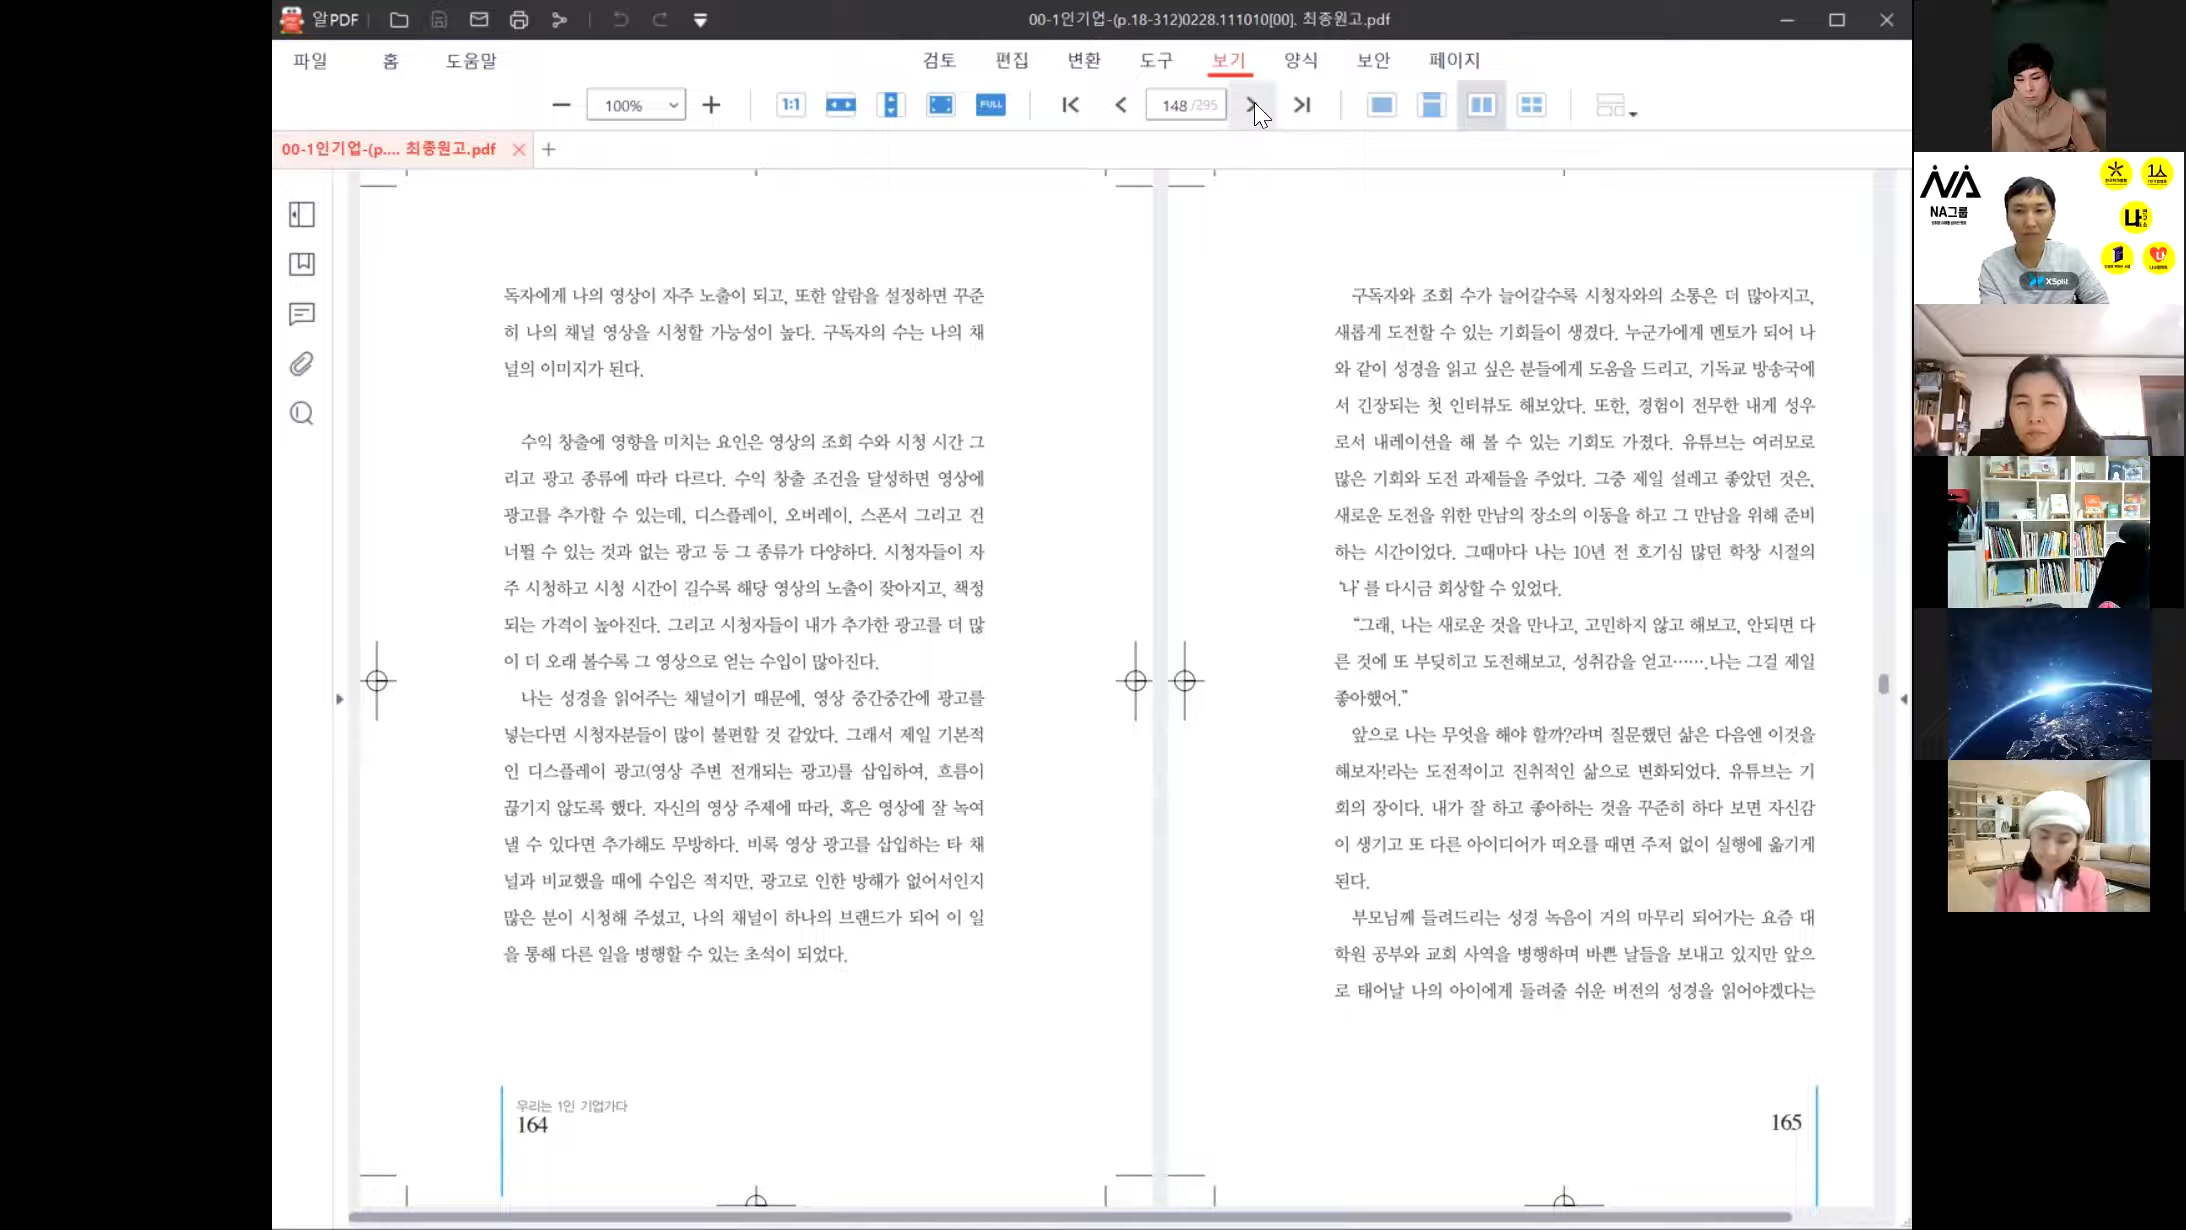 알PDF
00-1인기업-(p.18-312)0228.111010[00]. 최종원고.pdf
파일
홈
도움말
검토
편집
변환
도구
보기
양식
보안
페이지
100%
1:1
FULL
148 /295
00-1인기업-(p.... 최종원고.pdf
독자에게 나의 영상이 자주 노출이 되고, 또한 알람을 설정하면 꾸준
히 나의 채널 영상을 시청할 가능성이 높다. 구독자의 수는 나의 채
널의 이미지가 된다.
수익 창출에 영향을 미치는 요인은 영상의 조회 수와 시청 시간 그
리고 광고 종류에 따라 다르다. 수익 창출 조건을 달성하면 영상에
광고를 추가할 수 있는데, 디스플레이, 오버레이, 스폰서 그리고 건
너뛸 수 있는 것과 없는 광고 등 그 종류가 다양하다. 시청자들이 자
주 시청하고 시청 시간이 길수록 해당 영상의 노출이 잦아지고, 책정
되는 가격이 높아진다. 그리고 시청자들이 내가 추가한 광고를 더 많
이 더 오래 볼수록 그 영상으로 얻는 수입이 많아진다.
나는 성경을 읽어주는 채널이기 때문에, 영상 중간중간에 광고를
넣는다면 시청자분들이 많이 불편할 것 같았다. 그래서 제일 기본적
인 디스플레이 광고(영상 주변 전개되는 광고)를 삽입하여, 흐름이
끊기지 않도록 했다. 자신의 영상 주제에 따라, 혹은 영상에 잘 녹여
낼 수 있다면 추가해도 무방하다. 비록 영상 광고를 삽입하는 타 채
널과 비교했을 때에 수입은 적지만, 광고로 인한 방해가 없어서인지
많은 분이 시청해 주셨고, 나의 채널이 하나의 브랜드가 되어 이 일
을 통해 다른 일을 병행할 수 있는 초석이 되었다.
우리는 1인 기업가다
164
구독자와 조회 수가 늘어갈수록 시청자와의 소통은 더 많아지고,
새롭게 도전할 수 있는 기회들이 생겼다. 누군가에게 멘토가 되어 나
와 같이 성경을 읽고 싶은 분들에게 도움을 드리고, 기독교 방송국에
서 긴장되는 첫 인터뷰도 해보았다. 또한, 경험이 전무한 내게 성우
로서 내레이션을 해 볼 수 있는 기회도 가졌다. 유튜브는 여러모로
많은 기회와 도전 과제들을 주었다. 그중 제일 설레고 좋았던 것은,
새로운 도전을 위한 만남의 장소의 이동을 하고 그 만남을 위해 준비
하는 시간이었다. 그때마다 나는 10년 전 호기심 많던 학창 시절의
‘나’를 다시금 회상할 수 있었다.
“그래, 나는 새로운 것을 만나고, 고민하지 않고 해보고, 안되면 다
른 것에 또 부딪히고 도전해보고, 성취감을 얻고……. 나는 그걸 제일
좋아했어.”
앞으로 나는 무엇을 해야 할까?라며 질문했던 삶은 다음엔 이것을
해보자!라는 도전적이고 진취적인 삶으로 변화되었다. 유튜브는 기
회의 장이다. 내가 잘 하고 좋아하는 것을 꾸준히 하다 보면 자신감
이 생기고 또 다른 아이디어가 떠오를 때면 주저 없이 실행에 옮기게
된다.
부모님께 들려드리는 성경 녹음이 거의 마무리 되어가는 요즘 대
학원 공부와 교회 사역을 병행하며 바쁜 날들을 보내고 있지만 앞으
로 태어날 나의 아이에게 들려줄 쉬운 버전의 성경을 읽어야겠다는
165
NA그룹
1人
XSplit